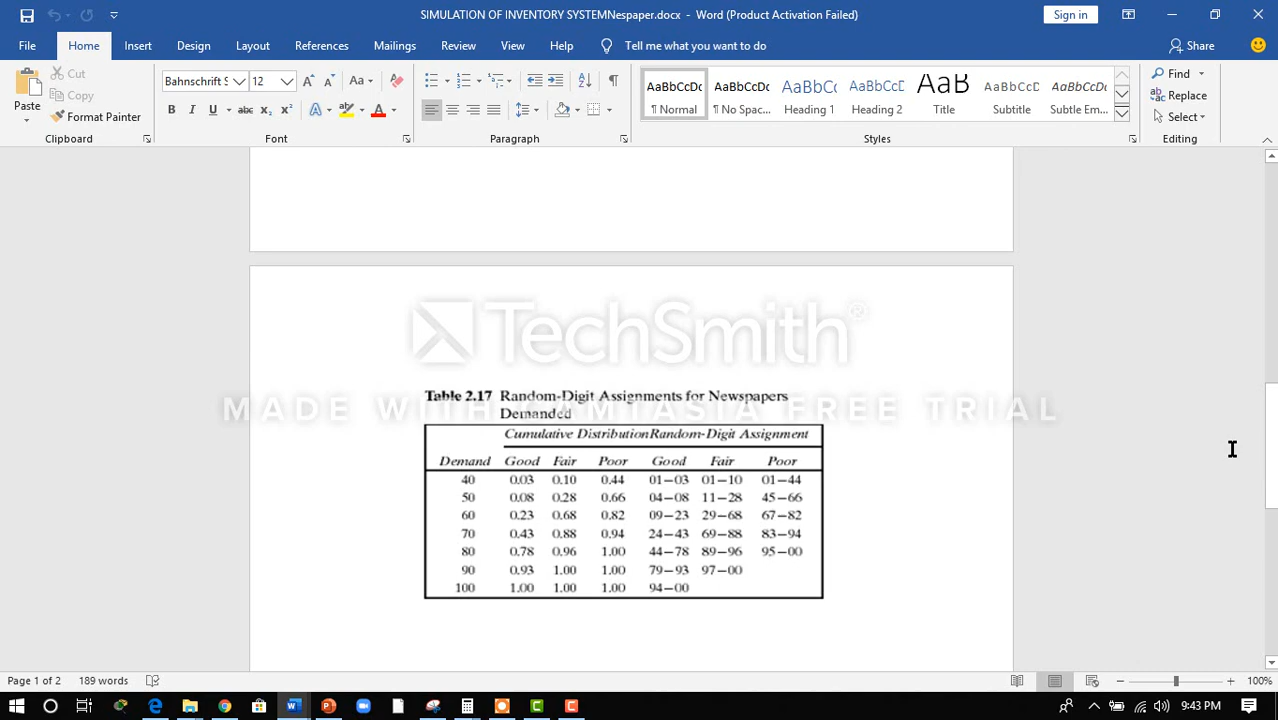 SIMULATION OF INVENTORY SYSTEMNespaper.docx - Word (Product Activation Failed)
Sign in
File Home Insert Design Layout References Mailings Review View Help Tell me what you want to do Share
Paste
Cut
Copy
Format Painter
Bahnschrift S 12
AaBbCcDc AaBbCcDc AaBbCc AaBbCcD AaB AaBbCcD AaBbCcDc
¶ Normal ¶ No Spac... Heading 1 Heading 2 Title Subtitle Subtle Em...
Find
Replace
Select
Clipboard Font Paragraph Styles Editing
TechSmith®
MADE WITH CAMTASIA FREE TRIAL
Table 2.17 Random-Digit Assignments for Newspapers
Demanded
Cumulative DistributionRandom-Digit Assignment
Demand Good Fair Poor Good Fair Poor
40 0.03 0.10 0.44 01–03 01–10 01–44
50 0.08 0.28 0.66 04–08 11–28 45–66
60 0.23 0.68 0.82 09–23 29–68 67–82
70 0.43 0.88 0.94 24–43 69–88 83–94
80 0.78 0.96 1.00 44–78 89–96 95–00
90 0.93 1.00 1.00 79–93 97–00
100 1.00 1.00 1.00 94–00
Page 1 of 2 189 words 100%
9:43 PM